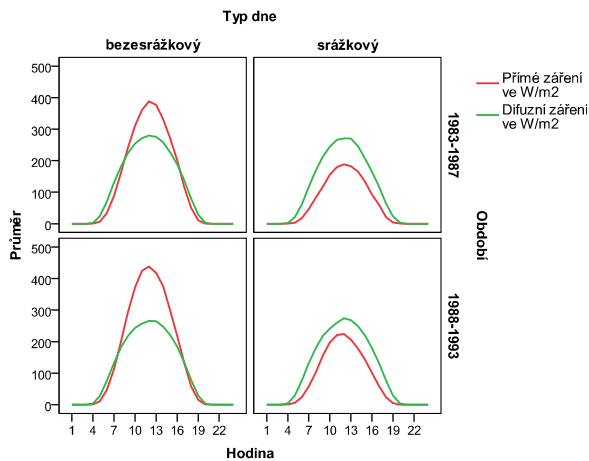 Typ dne
bezesrážkový
srážkový
500
400
300
200
100
0
500
400
300
200
100
0
Průměr
1 4 7 10 13 16 19 22
1 4 7 10 13 16 19 22
Hodina
1983-1987
1988-1993
Období
Přímé záření
ve W/m2
Difuzní záření
ve W/m2